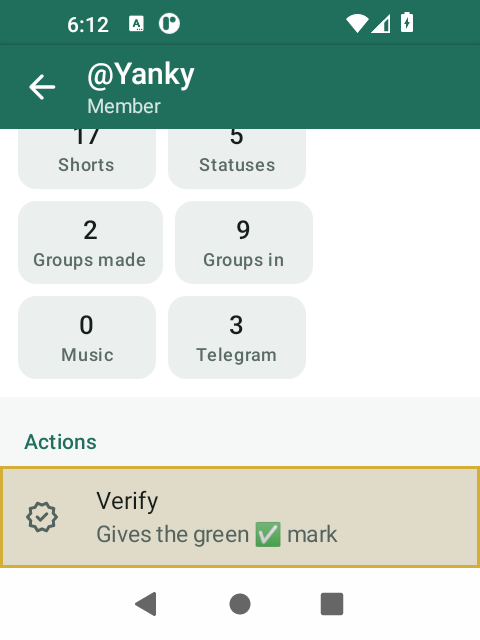 6:12
@Yanky
Member
17
5
Shorts
Statuses
2
9
Groups made
Groups in
0
3
Music
Telegram
Actions
Verify
Gives the green ✅ mark